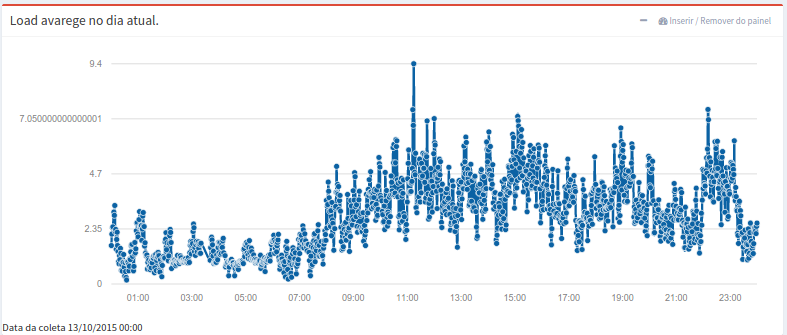 Load avarege no dia atual.
Inserir / Remover do painel
9.4
7.050000000000001
4.7
2.35
0
01:00 03:00 05:00 07:00 09:00 11:00 13:00 15:00 17:00 19:00 21:00 23:00
Data da coleta 13/10/2015 00:00